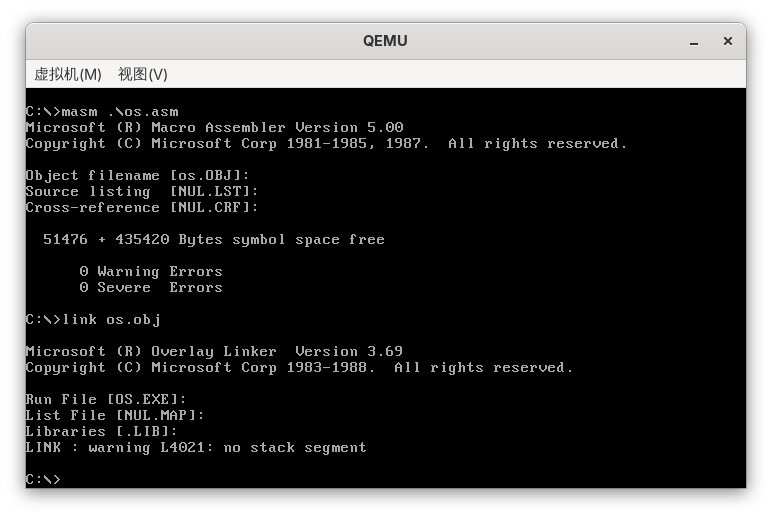 QEMU
虚拟机(M) 视图(V)
C:\>masm .\os.asm
Microsoft (R) Macro Assembler Version 5.00
Copyright (C) Microsoft Corp 1981-1985, 1987.  All rights reserved.
Object filename [os.OBJ]:
Source listing  [NUL.LST]:
Cross-reference [NUL.CRF]:
  51476 + 435420 Bytes symbol space free
      0 Warning Errors
      0 Severe  Errors
C:\>link os.obj
Microsoft (R) Overlay Linker  Version 3.69
Copyright (C) Microsoft Corp 1983-1988.  All rights reserved.
Run File [OS.EXE]:
List File [NUL.MAP]:
Libraries [.LIB]:
LINK : warning L4021: no stack segment
C:\>